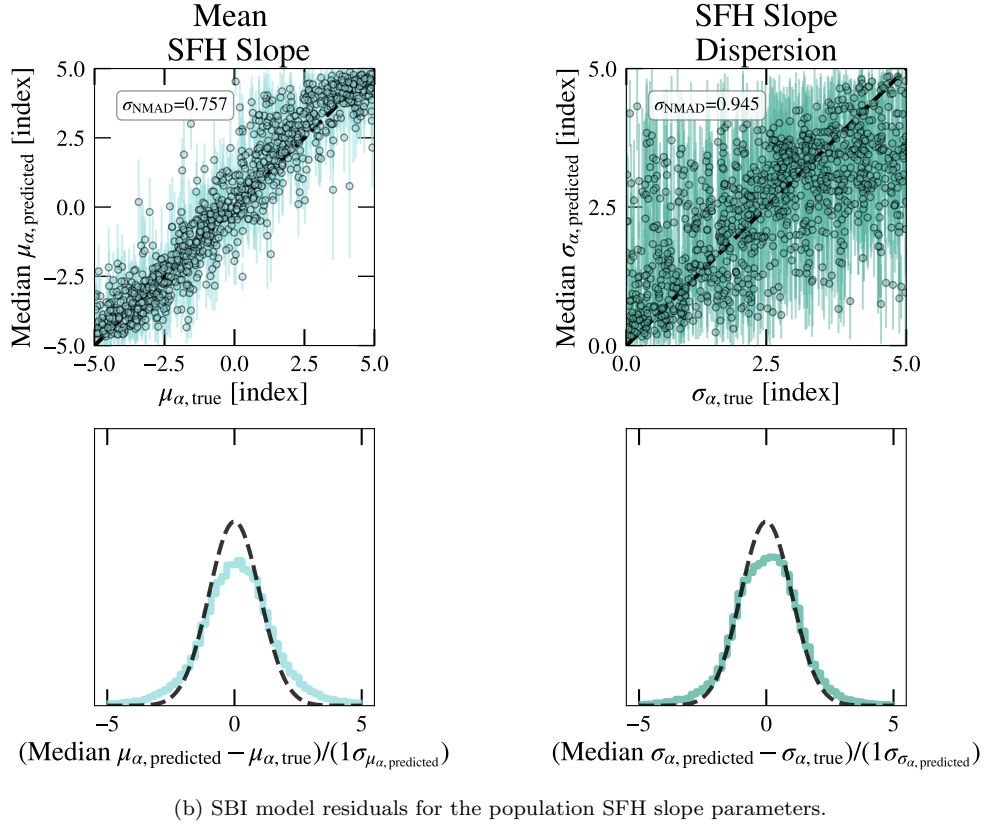 Mean
SFH Slope
SFH Slope
Dispersion
5.0
2.5
0.0
−2.5
−5.0
Median μα,predicted [index]
σNMAD=0.757
−5.0 −2.5 0.0 2.5 5.0
μα,true [index]
5.0
2.5
0.0
Median σα,predicted [index]
σNMAD=0.945
0.0 2.5 5.0
σα,true [index]
−5 0 5
(Median μα,predicted − μα,true)/(1σμα,predicted)
−5 0 5
(Median σα,predicted − σα,true)/(1σσα,predicted)
(b) SBI model residuals for the population SFH slope parameters.